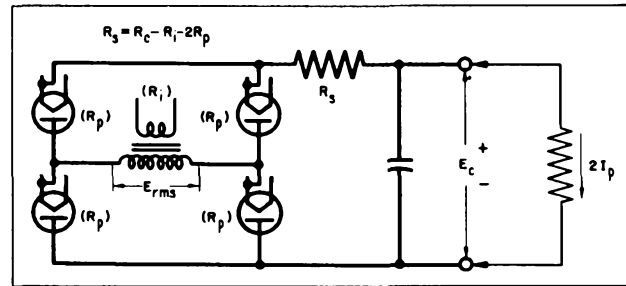 R_s = R_c - R_i - 2R_p
(R_i)
R_s
(R_p) (R_p)
E_c + -
2I_p
E_rms
(R_p) (R_p)